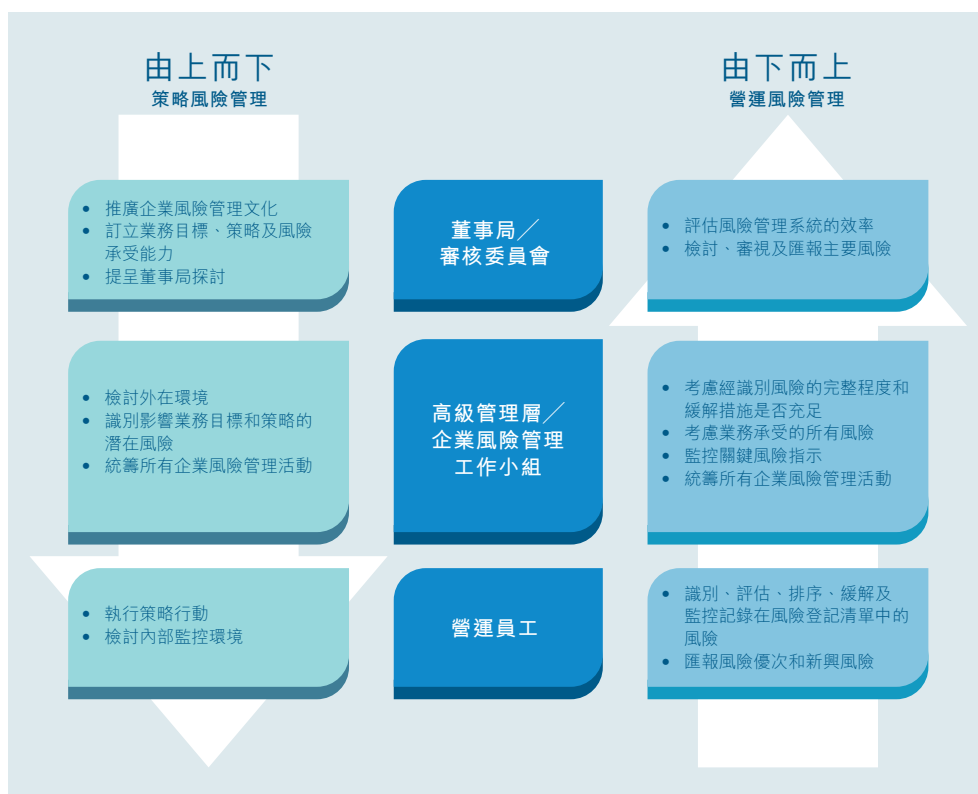 由上而下
策略風險管理
由下而上
營運風險管理
• 推廣企業風險管理文化
• 訂立業務目標、策略及風險
承受能力
• 提呈董事局探討
董事局／
審核委員會
• 評估風險管理系統的效率
• 檢討、審視及匯報主要風險
• 檢討外在環境
• 識別影響業務目標和策略的
潛在風險
• 統籌所有企業風險管理活動
高級管理層／
企業風險管理
工作小組
• 考慮經識別風險的完整程度和
緩解措施是否充足
• 考慮業務承受的所有風險
• 監控關鍵風險指示
• 統籌所有企業風險管理活動
• 執行策略行動
• 檢討內部監控環境
營運員工
• 識別、評估、排序、緩解及
監控記錄在風險登記清單中的
風險
• 匯報風險優次和新興風險